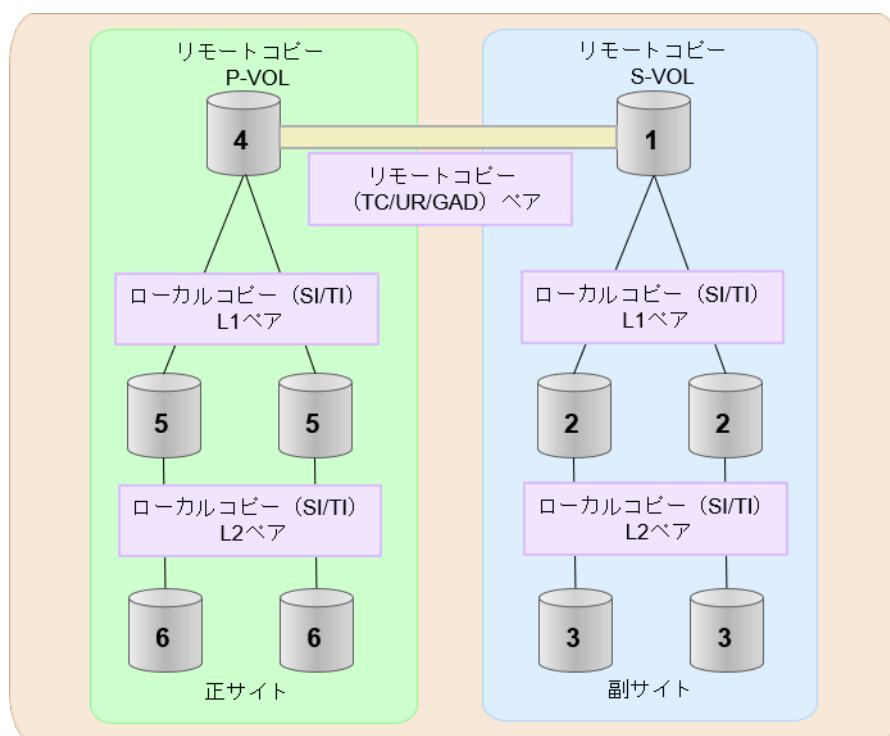 リモートコピー
P-VOL
リモートコピー
S-VOL
4
1
リモートコピー
（TC/UR/GAD）ペア
ローカルコピー（SI/TI）
L1ペア
ローカルコピー（SI/TI）
L1ペア
5
5
2
2
ローカルコピー（SI/TI）
L2ペア
ローカルコピー（SI/TI）
L2ペア
6
6
3
3
正サイト
副サイト